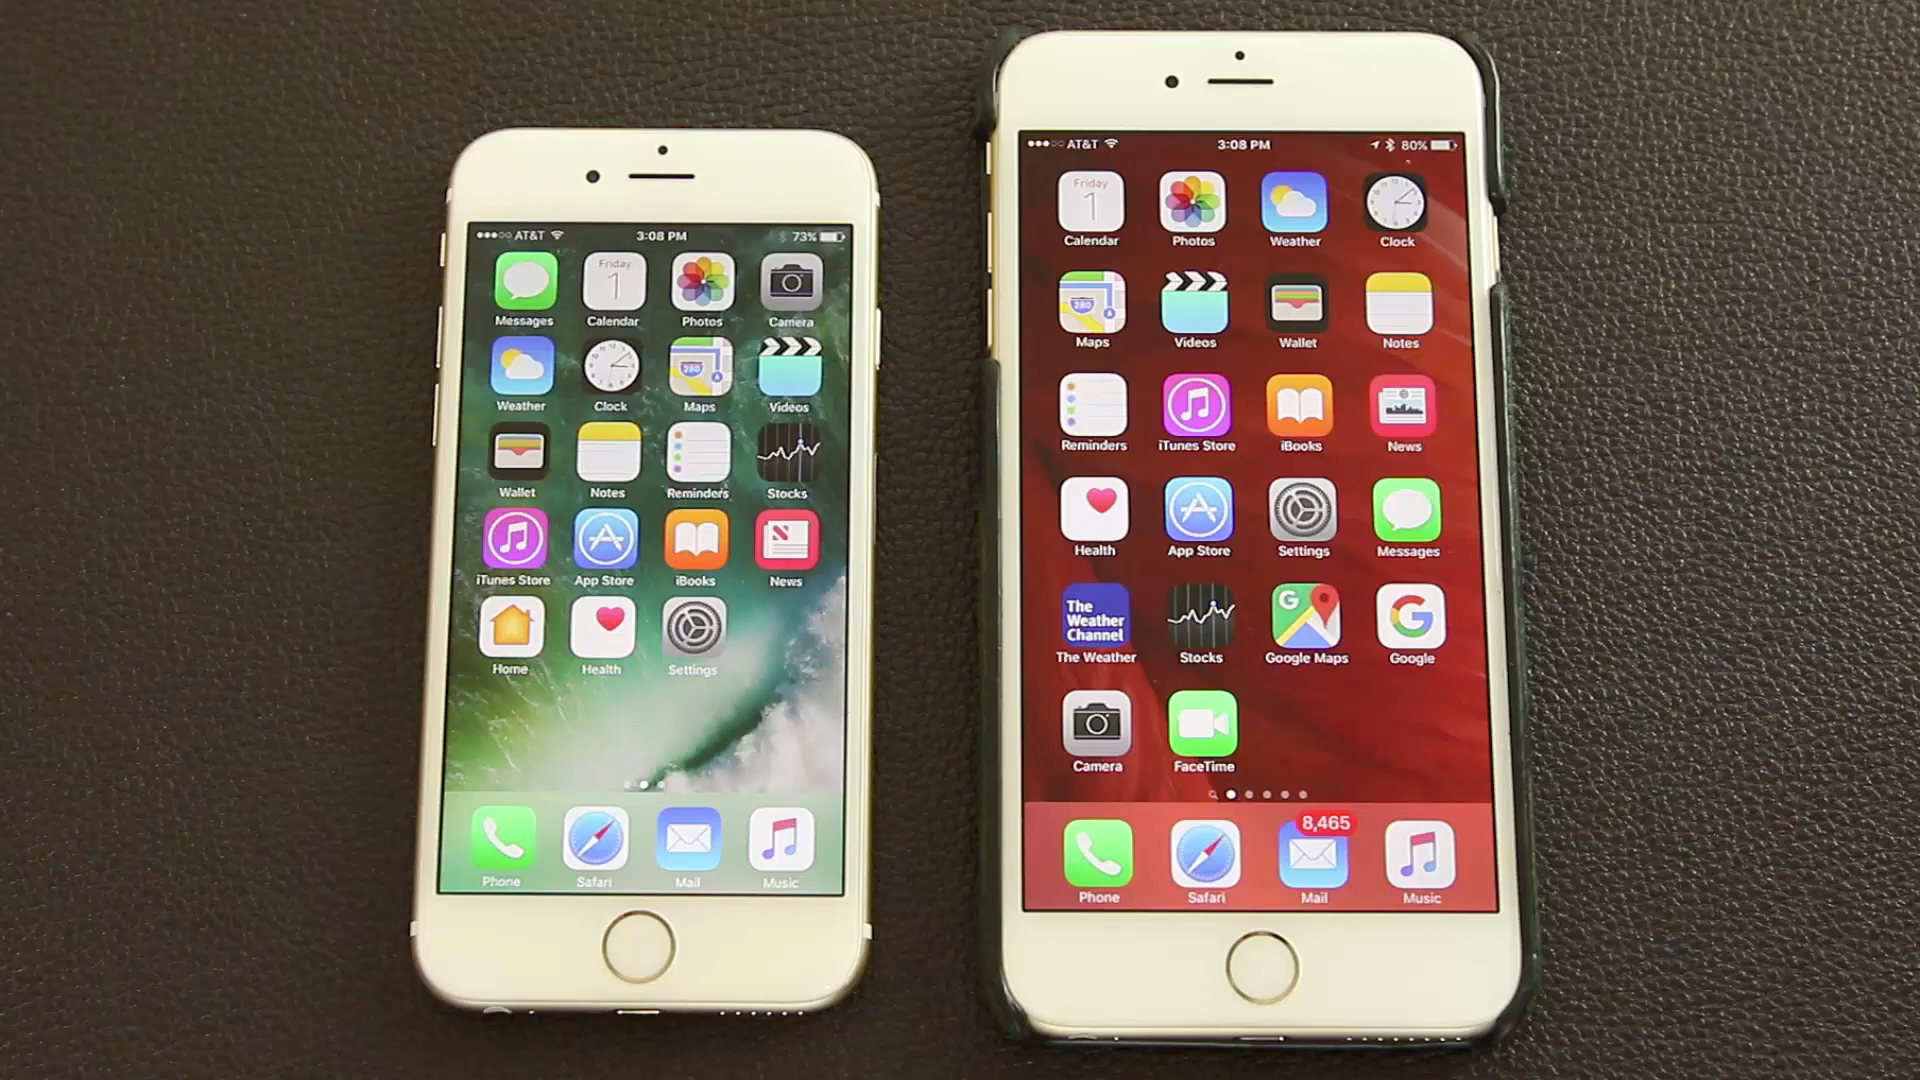 AT&T 3:08 PM 73%
Friday
1
Messages Calendar Photos Camera
280
Weather Clock Maps Videos
Wallet Notes Reminders Stocks
iTunes Store App Store iBooks News
Home Health Settings
Phone Safari Mail Music
AT&T 3:08 PM 80%
Friday
1
Calendar Photos Weather Clock
280
Maps Videos Wallet Notes
Reminders iTunes Store iBooks News
Health App Store Settings Messages
The
Weather
Channel
G
G
The Weather Stocks Google Maps Google
Camera FaceTime
8,465
Phone Safari Mail Music